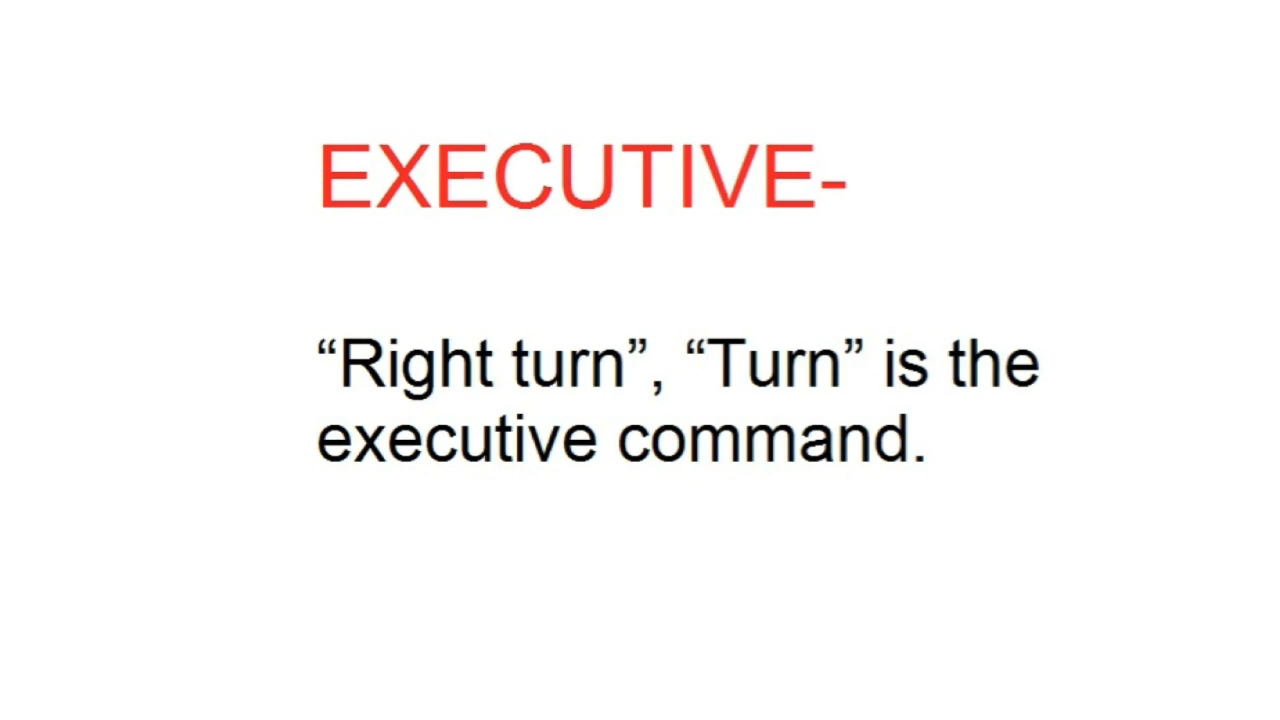 EXECUTIVE-
“Right turn”, “Turn” is the
executive command.